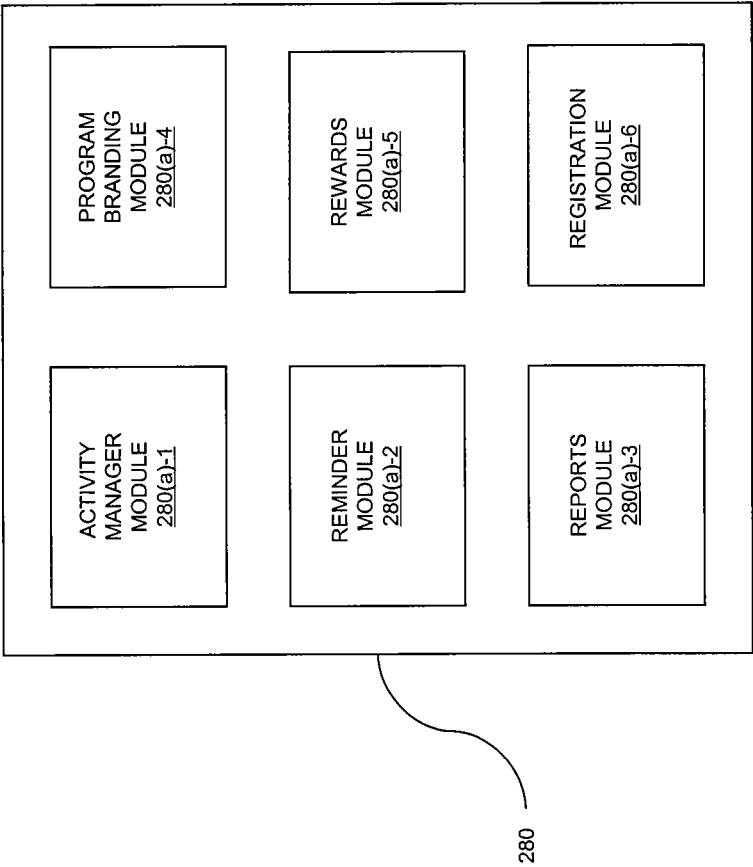 280
ACTIVITY
MANAGER
MODULE
280(a)-1
REMINDER
MODULE
280(a)-2
REPORTS
MODULE
280(a)-3
PROGRAM
BRANDING
MODULE
280(a)-4
REWARDS
MODULE
280(a)-5
REGISTRATION
MODULE
280(a)-6